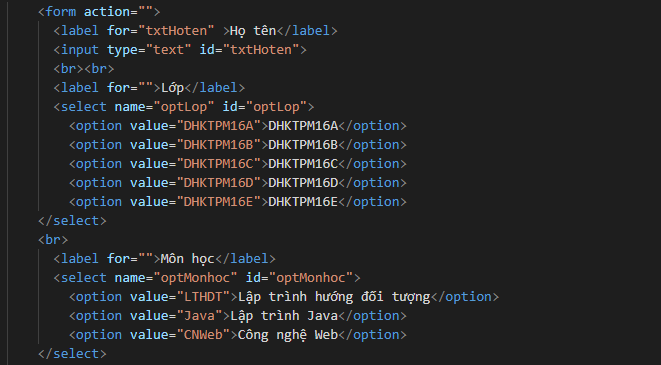 <form action="">
<label for="txtHoten" >Họ tên</label>
<input type="text" id="txtHoten">
<br><br>
<label for="">Lớp</label>
<select name="optLop" id="optLop">
<option value="DHKTPM16A">DHKTPM16A</option>
<option value="DHKTPM16B">DHKTPM16B</option>
<option value="DHKTPM16C">DHKTPM16C</option>
<option value="DHKTPM16D">DHKTPM16D</option>
<option value="DHKTPM16E">DHKTPM16E</option>
</select>
<br>
<label for="">Môn học</label>
<select name="optMonhoc" id="optMonhoc">
<option value="LTHDT">Lập trình hướng đối tượng</option>
<option value="Java">Lập trình Java</option>
<option value="CNWeb">Công nghệ Web</option>
</select>